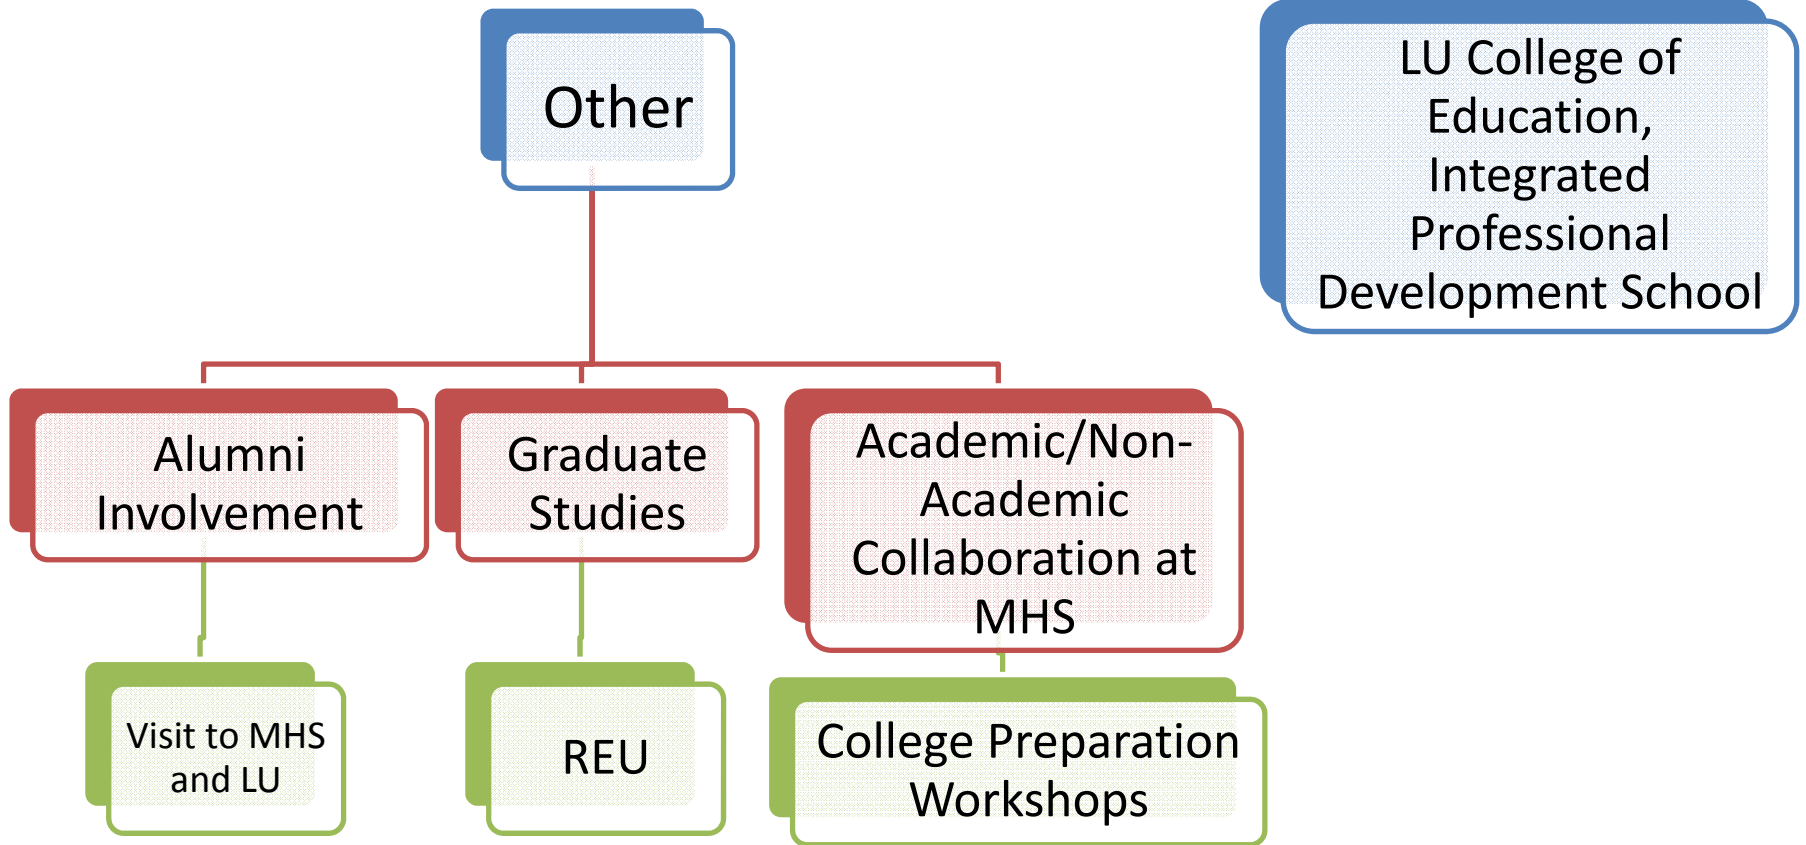 Other
LU College of
Education,
Integrated
Professional
Development School
Alumni
Involvement
Graduate
Studies
Academic/Non-
Academic
Collaboration at
MHS
Visit to MHS
and LU
REU
College Preparation
Workshops